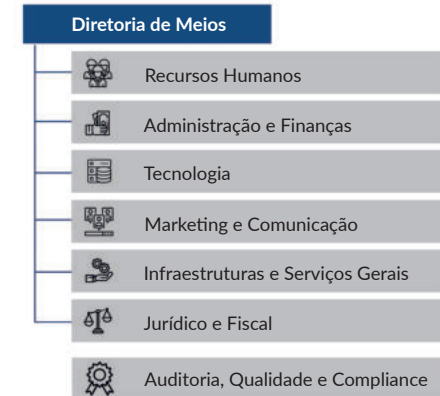 Diretoria de Meios
Recursos Humanos
Administração e Finanças
Tecnologia
Marketing e Comunicação
Infraestruturas e Serviços Gerais
Jurídico e Fiscal
Auditoria, Qualidade e Compliance